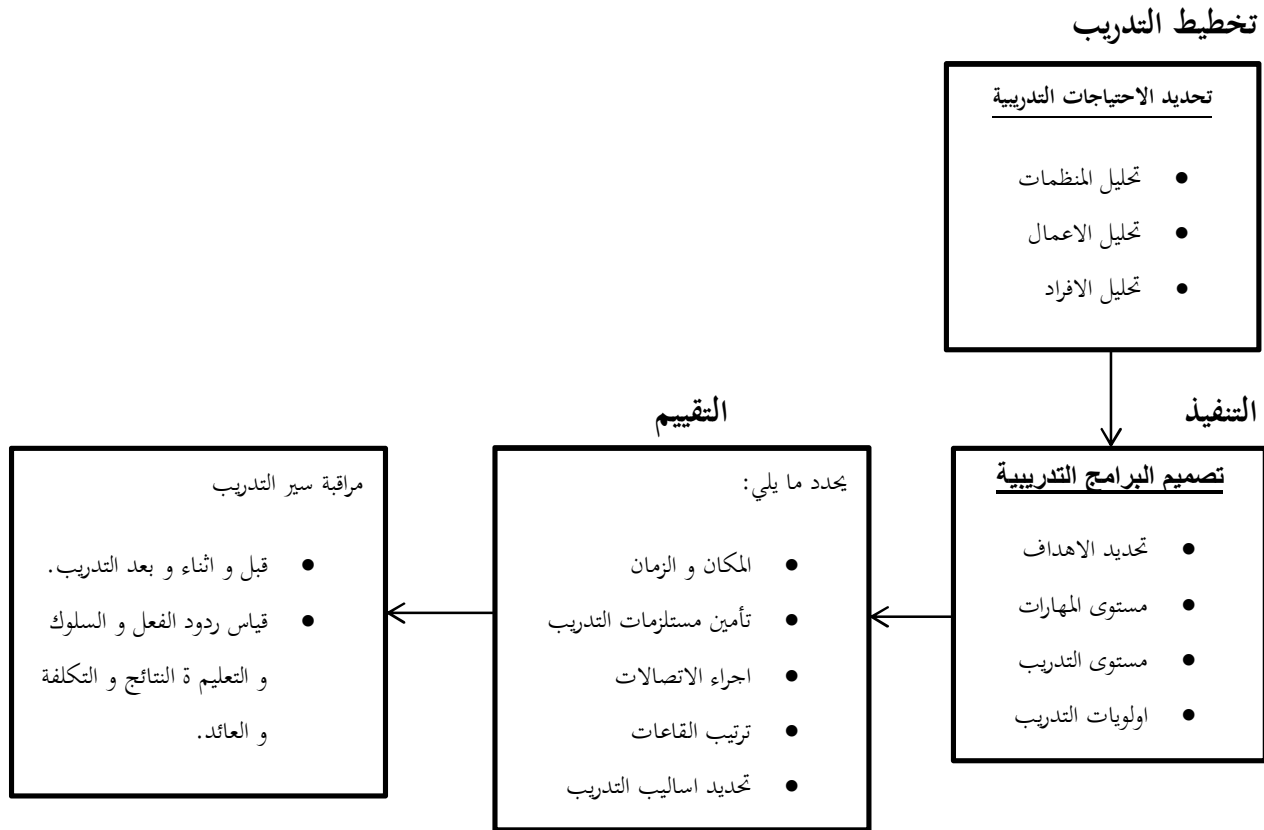 تخطيط التدريب
تحديد الاحتياجات التدريبية
● تحليل المنظمات
● تحليل الاعمال
● تحليل الافراد
التنفيذ
تصميم البرامج التدريبية
● تحديد الاهداف
● مستوى المهارات
● مستوى التدريب
● اولويات التدريب
التقييم
يحدد ما يلي:
● المكان و الزمان
● تأمين مستلزمات التدريب
● اجراء الاتصالات
● ترتيب القاعات
● تحديد اساليب التدريب
مراقبة سير التدريب
● قبل و اثناء و بعد التدريب.
● قياس ردود الفعل و السلوك
و التعليم ة النتائج و التكلفة
و العائد.